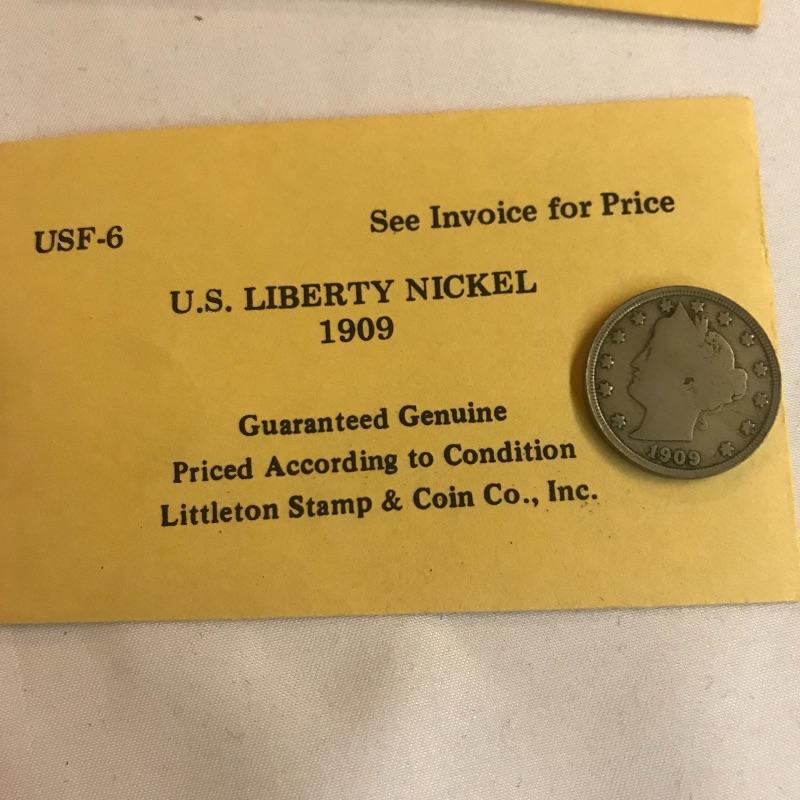 USF-6
See Invoice for Price
U.S. LIBERTY NICKEL
1909
Guaranteed Genuine
Priced According to Condition
Littleton Stamp & Coin Co., Inc.
1909